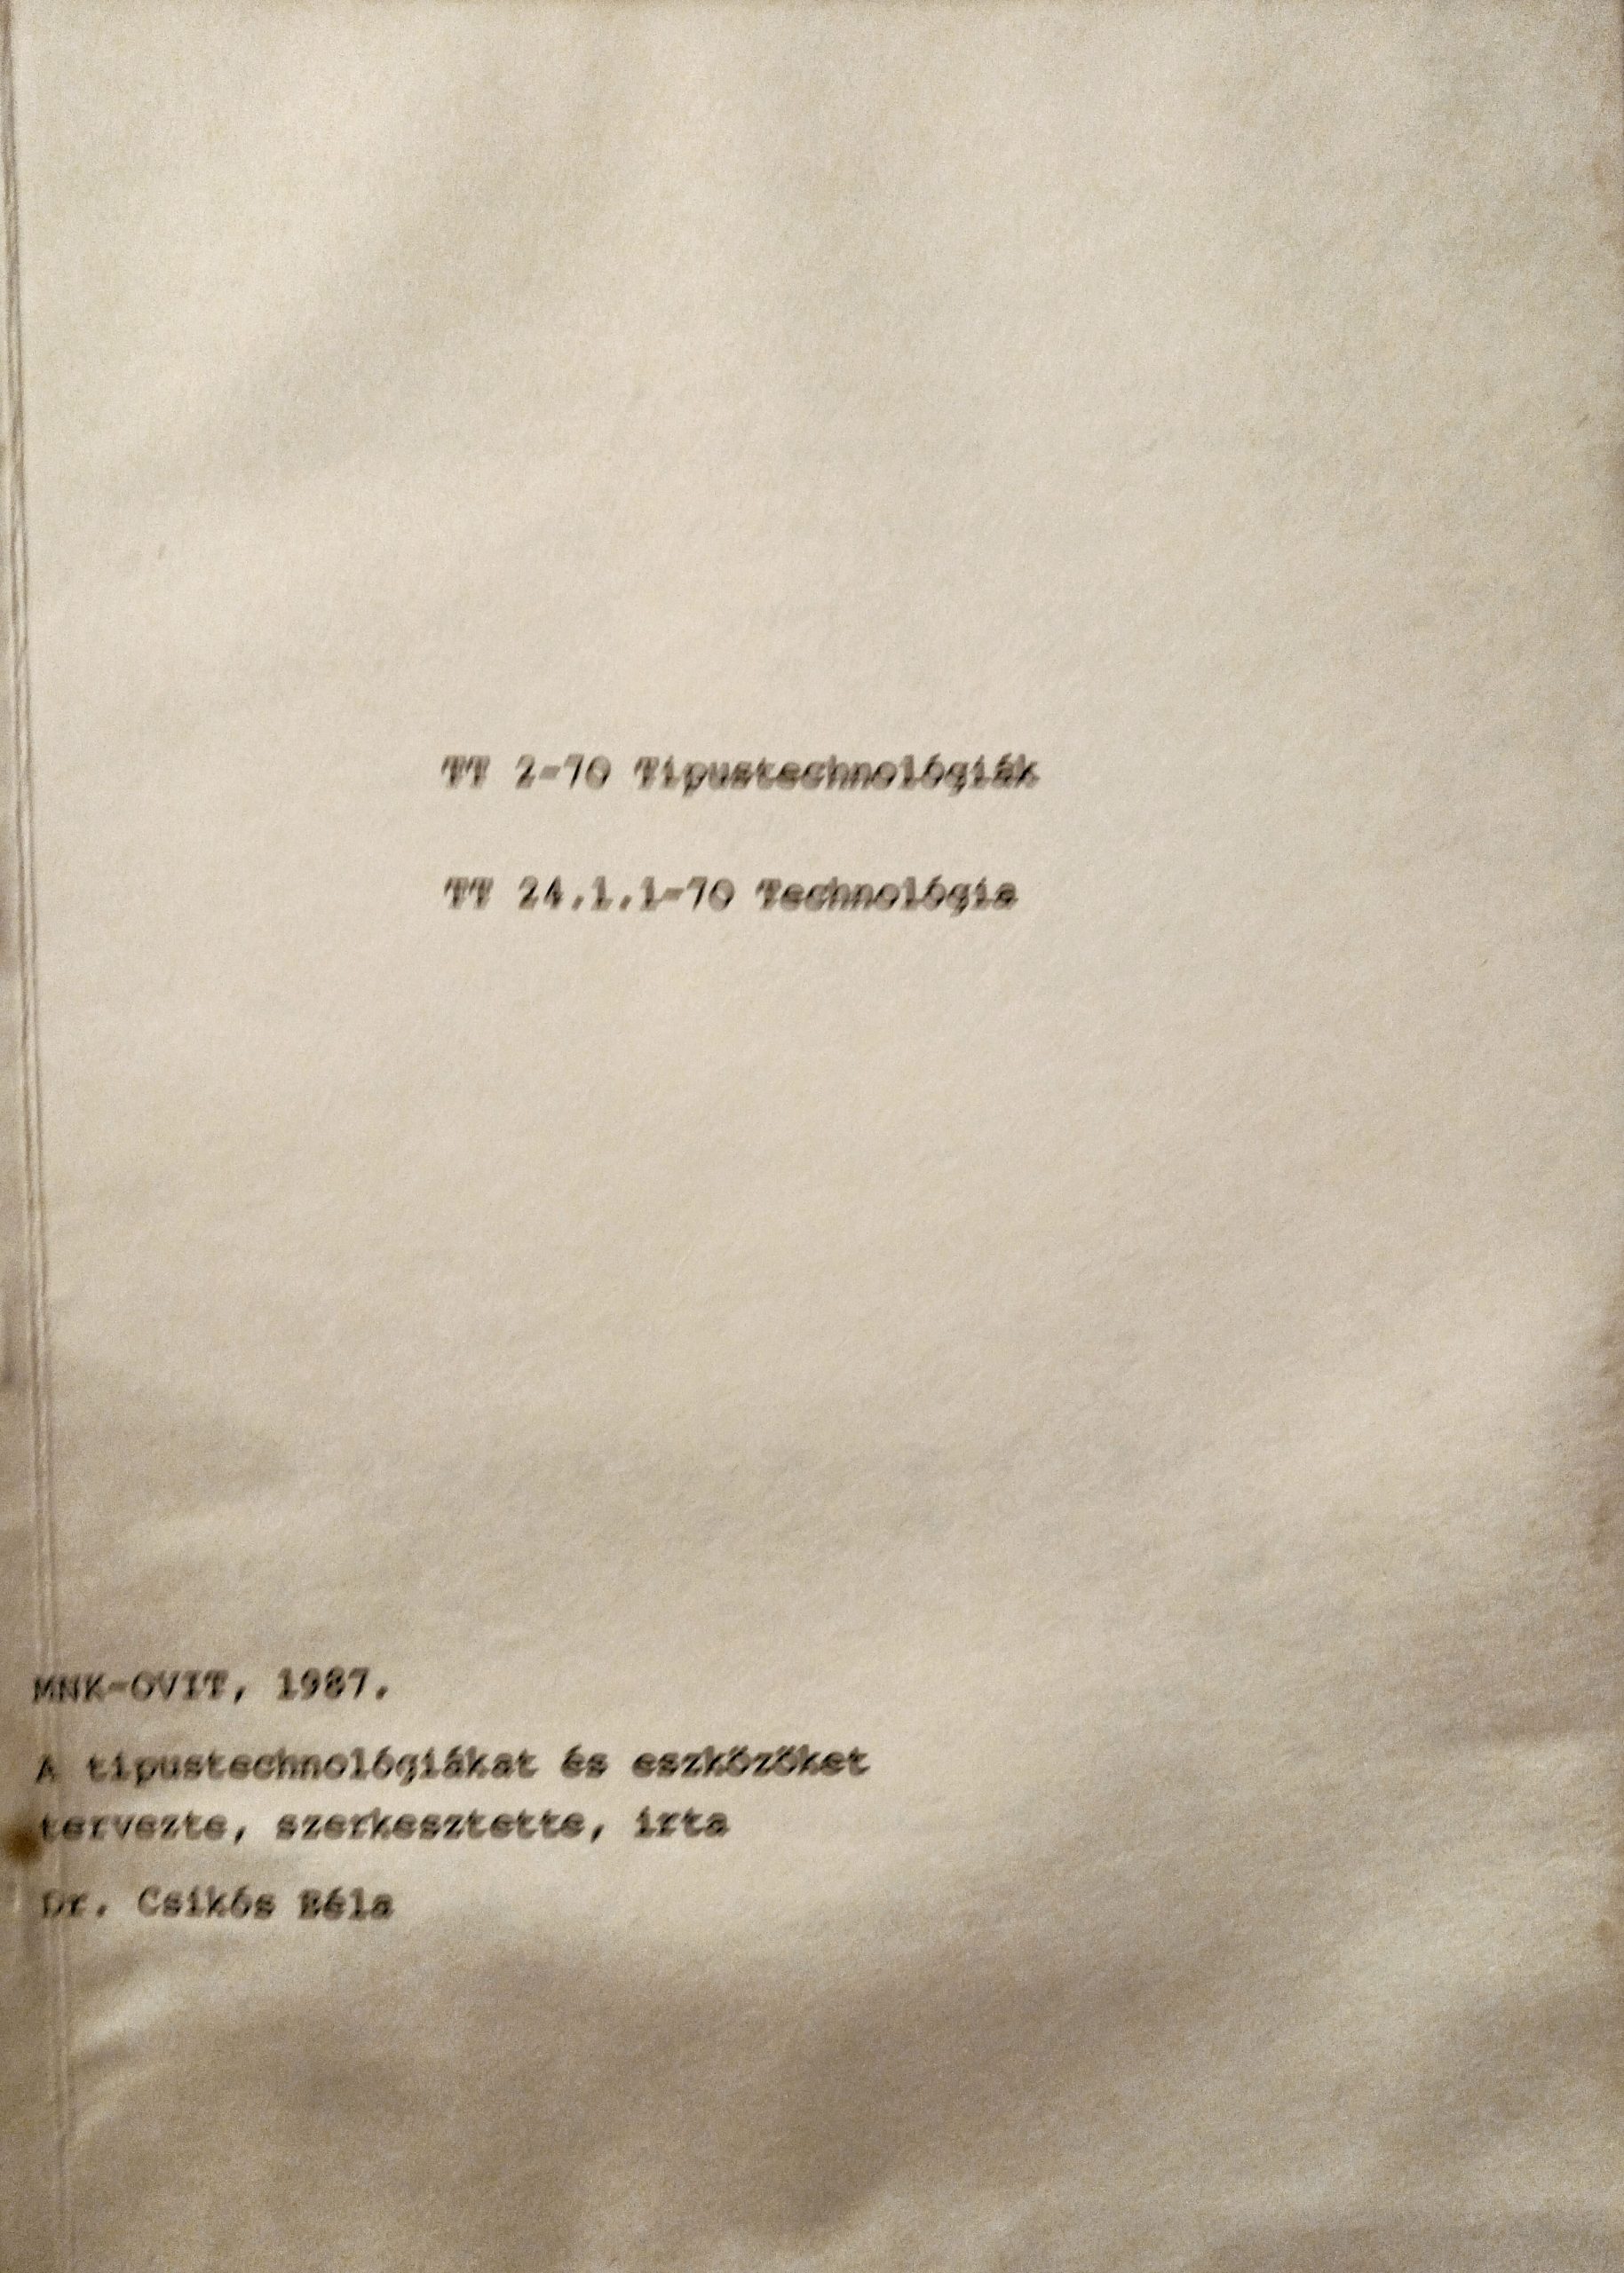 TT 2-70 Tipustechnológiák
TT 24.1.1-70 Technológia
MNK-OVIT, 1987.
A tipustechnológiákat és eszközöket
tervezte, szerkesztette, irta
Dr. Csikós Béla